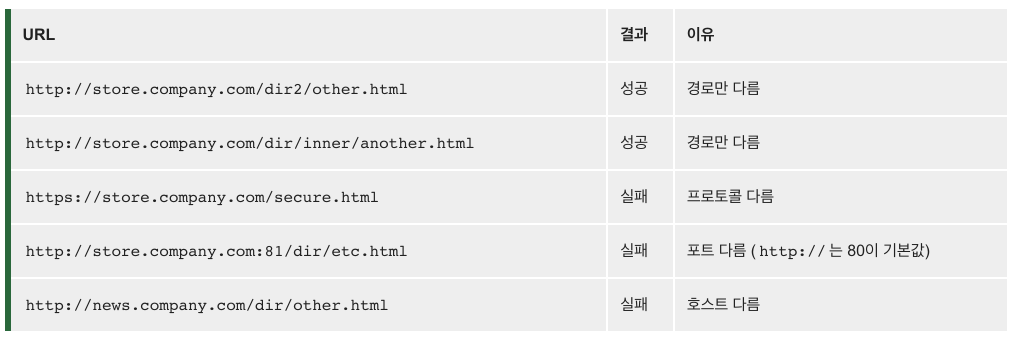 URL 결과 이유
http://store.company.com/dir2/other.html 성공 경로만 다름
http://store.company.com/dir/inner/another.html 성공 경로만 다름
https://store.company.com/secure.html 실패 프로토콜 다름
http://store.company.com:81/dir/etc.html 실패 포트 다름 ( http:// 는 80이 기본값)
http://news.company.com/dir/other.html 실패 호스트 다름